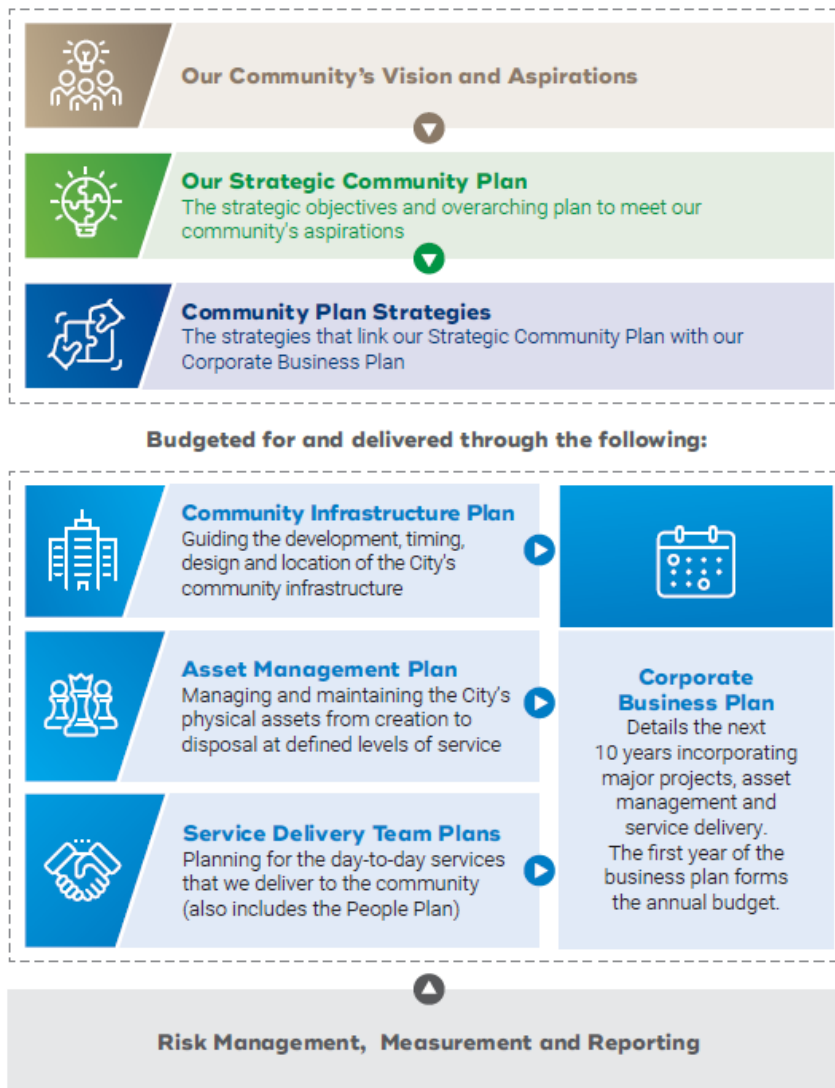 Our Community's Vision and Aspirations
Our Strategic Community Plan
The strategic objectives and overarching plan to meet our
community's aspirations
Community Plan Strategies
The strategies that link our Strategic Community Plan with our
Corporate Business Plan
Budgeted for and delivered through the following:
Community Infrastructure Plan
Guiding the development, timing,
design and location of the City's
community infrastructure
Asset Management Plan
Managing and maintaining the City's
physical assets from creation to
disposal at defined levels of service
Service Delivery Team Plans
Planning for the day-to-day services
that we deliver to the community
(also includes the People Plan)
Corporate
Business Plan
Details the next
10 years incorporating
major projects, asset
management and
service delivery.
The first year of the
business plan forms
the annual budget.
Risk Management, Measurement and Reporting